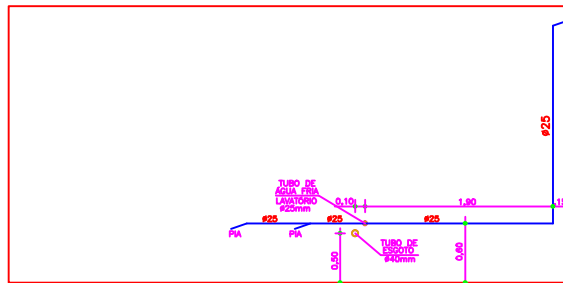 ø25
TUBO DE
ÁGUA FRIA
LAVATÓRIO
ø25mm
0,10
1,90
15
ø25
ø25
ø25
PIA
PIA
TUBO DE
ESGOTO
ø40mm
0,50
0,60